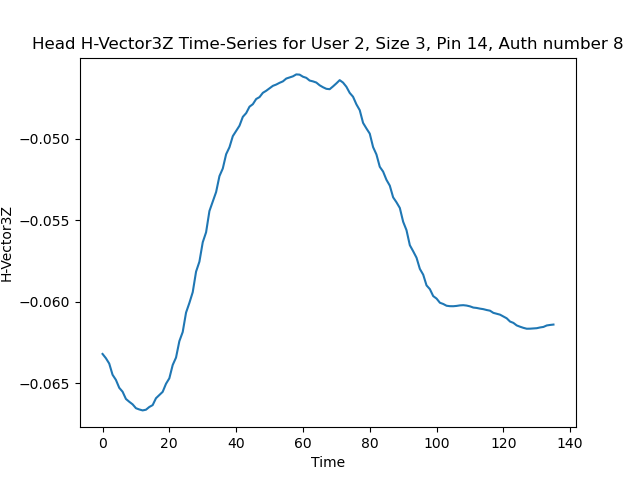 Head H-Vector3Z Time-Series for User 2, Size 3, Pin 14, Auth number 8
H-Vector3Z
−0.050
−0.055
−0.060
−0.065
0 20 40 60 80 100 120 140
Time